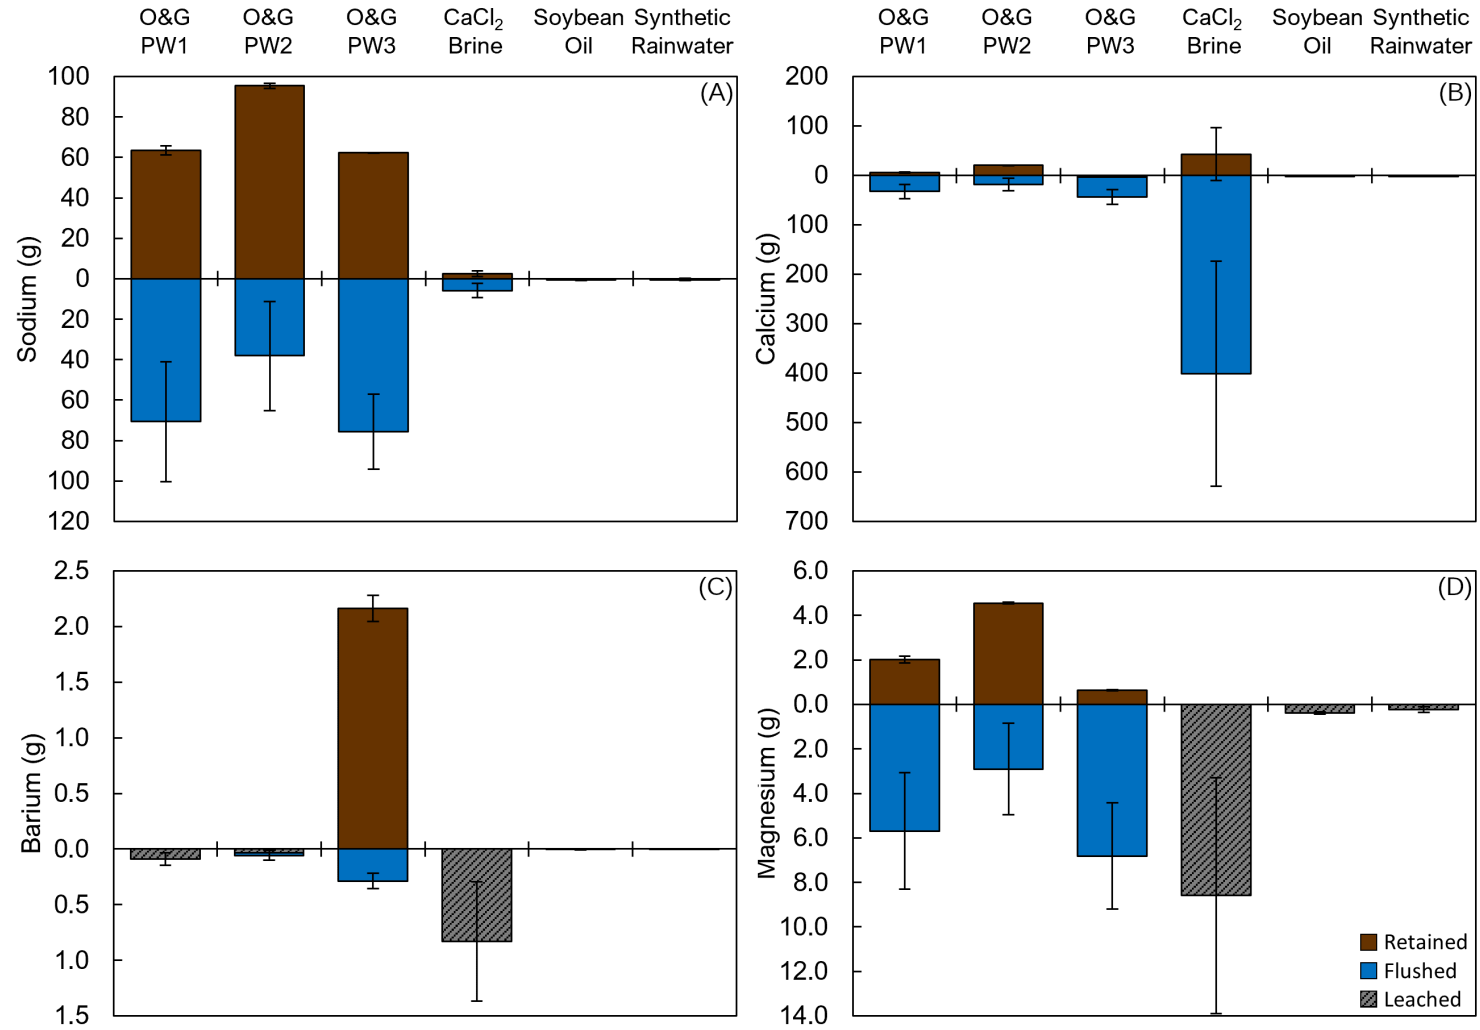 O&G PW1
O&G PW2
O&G PW3
CaCl₂ Brine
Soybean Oil
Synthetic Rainwater
O&G PW1
O&G PW2
O&G PW3
CaCl₂ Brine
Soybean Oil
Synthetic Rainwater
(A)
Sodium (g)
100
80
60
40
20
0
20
40
60
80
100
120
(B)
Calcium (g)
200
100
0
100
200
300
400
500
600
700
(C)
Barium (g)
2.5
2.0
1.5
1.0
0.5
0.0
0.5
1.0
1.5
(D)
Magnesium (g)
6.0
4.0
2.0
0.0
2.0
4.0
6.0
8.0
10.0
12.0
14.0
Retained
Flushed
Leached